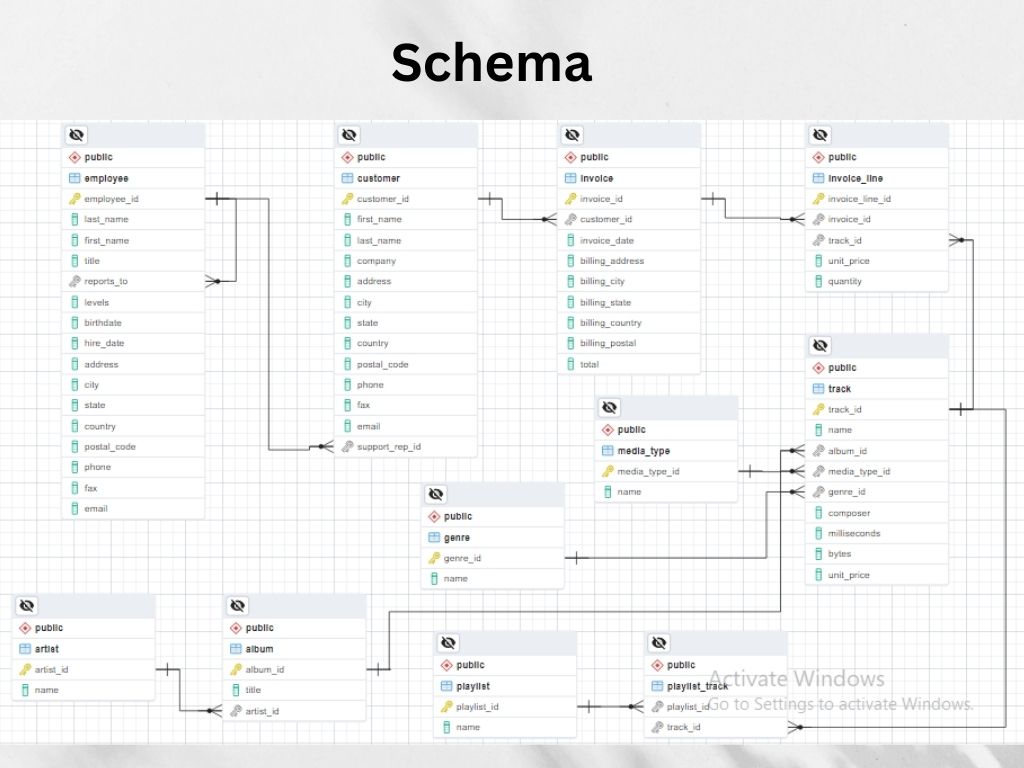 Schema
public
employee
employee_id
last_name
first_name
title
reports_to
levels
birthdate
hire_date
address
city
state
country
postal_code
phone
fax
email
public
customer
customer_id
first_name
last_name
company
address
city
state
country
postal_code
phone
fax
email
support_rep_id
public
invoice
invoice_id
customer_id
invoice_date
billing_address
billing_city
billing_state
billing_country
billing_postal
total
public
invoice_line
invoice_line_id
invoice_id
track_id
unit_price
quantity
public
track
track_id
name
album_id
media_type_id
genre_id
composer
milliseconds
bytes
unit_price
public
media_type
media_type_id
name
public
genre
genre_id
name
public
artist
artist_id
name
public
album
album_id
title
artist_id
public
playlist
playlist_id
name
public
playlist_track
playlist_id
track_id
Activate Windows
Go to Settings to activate Windows.